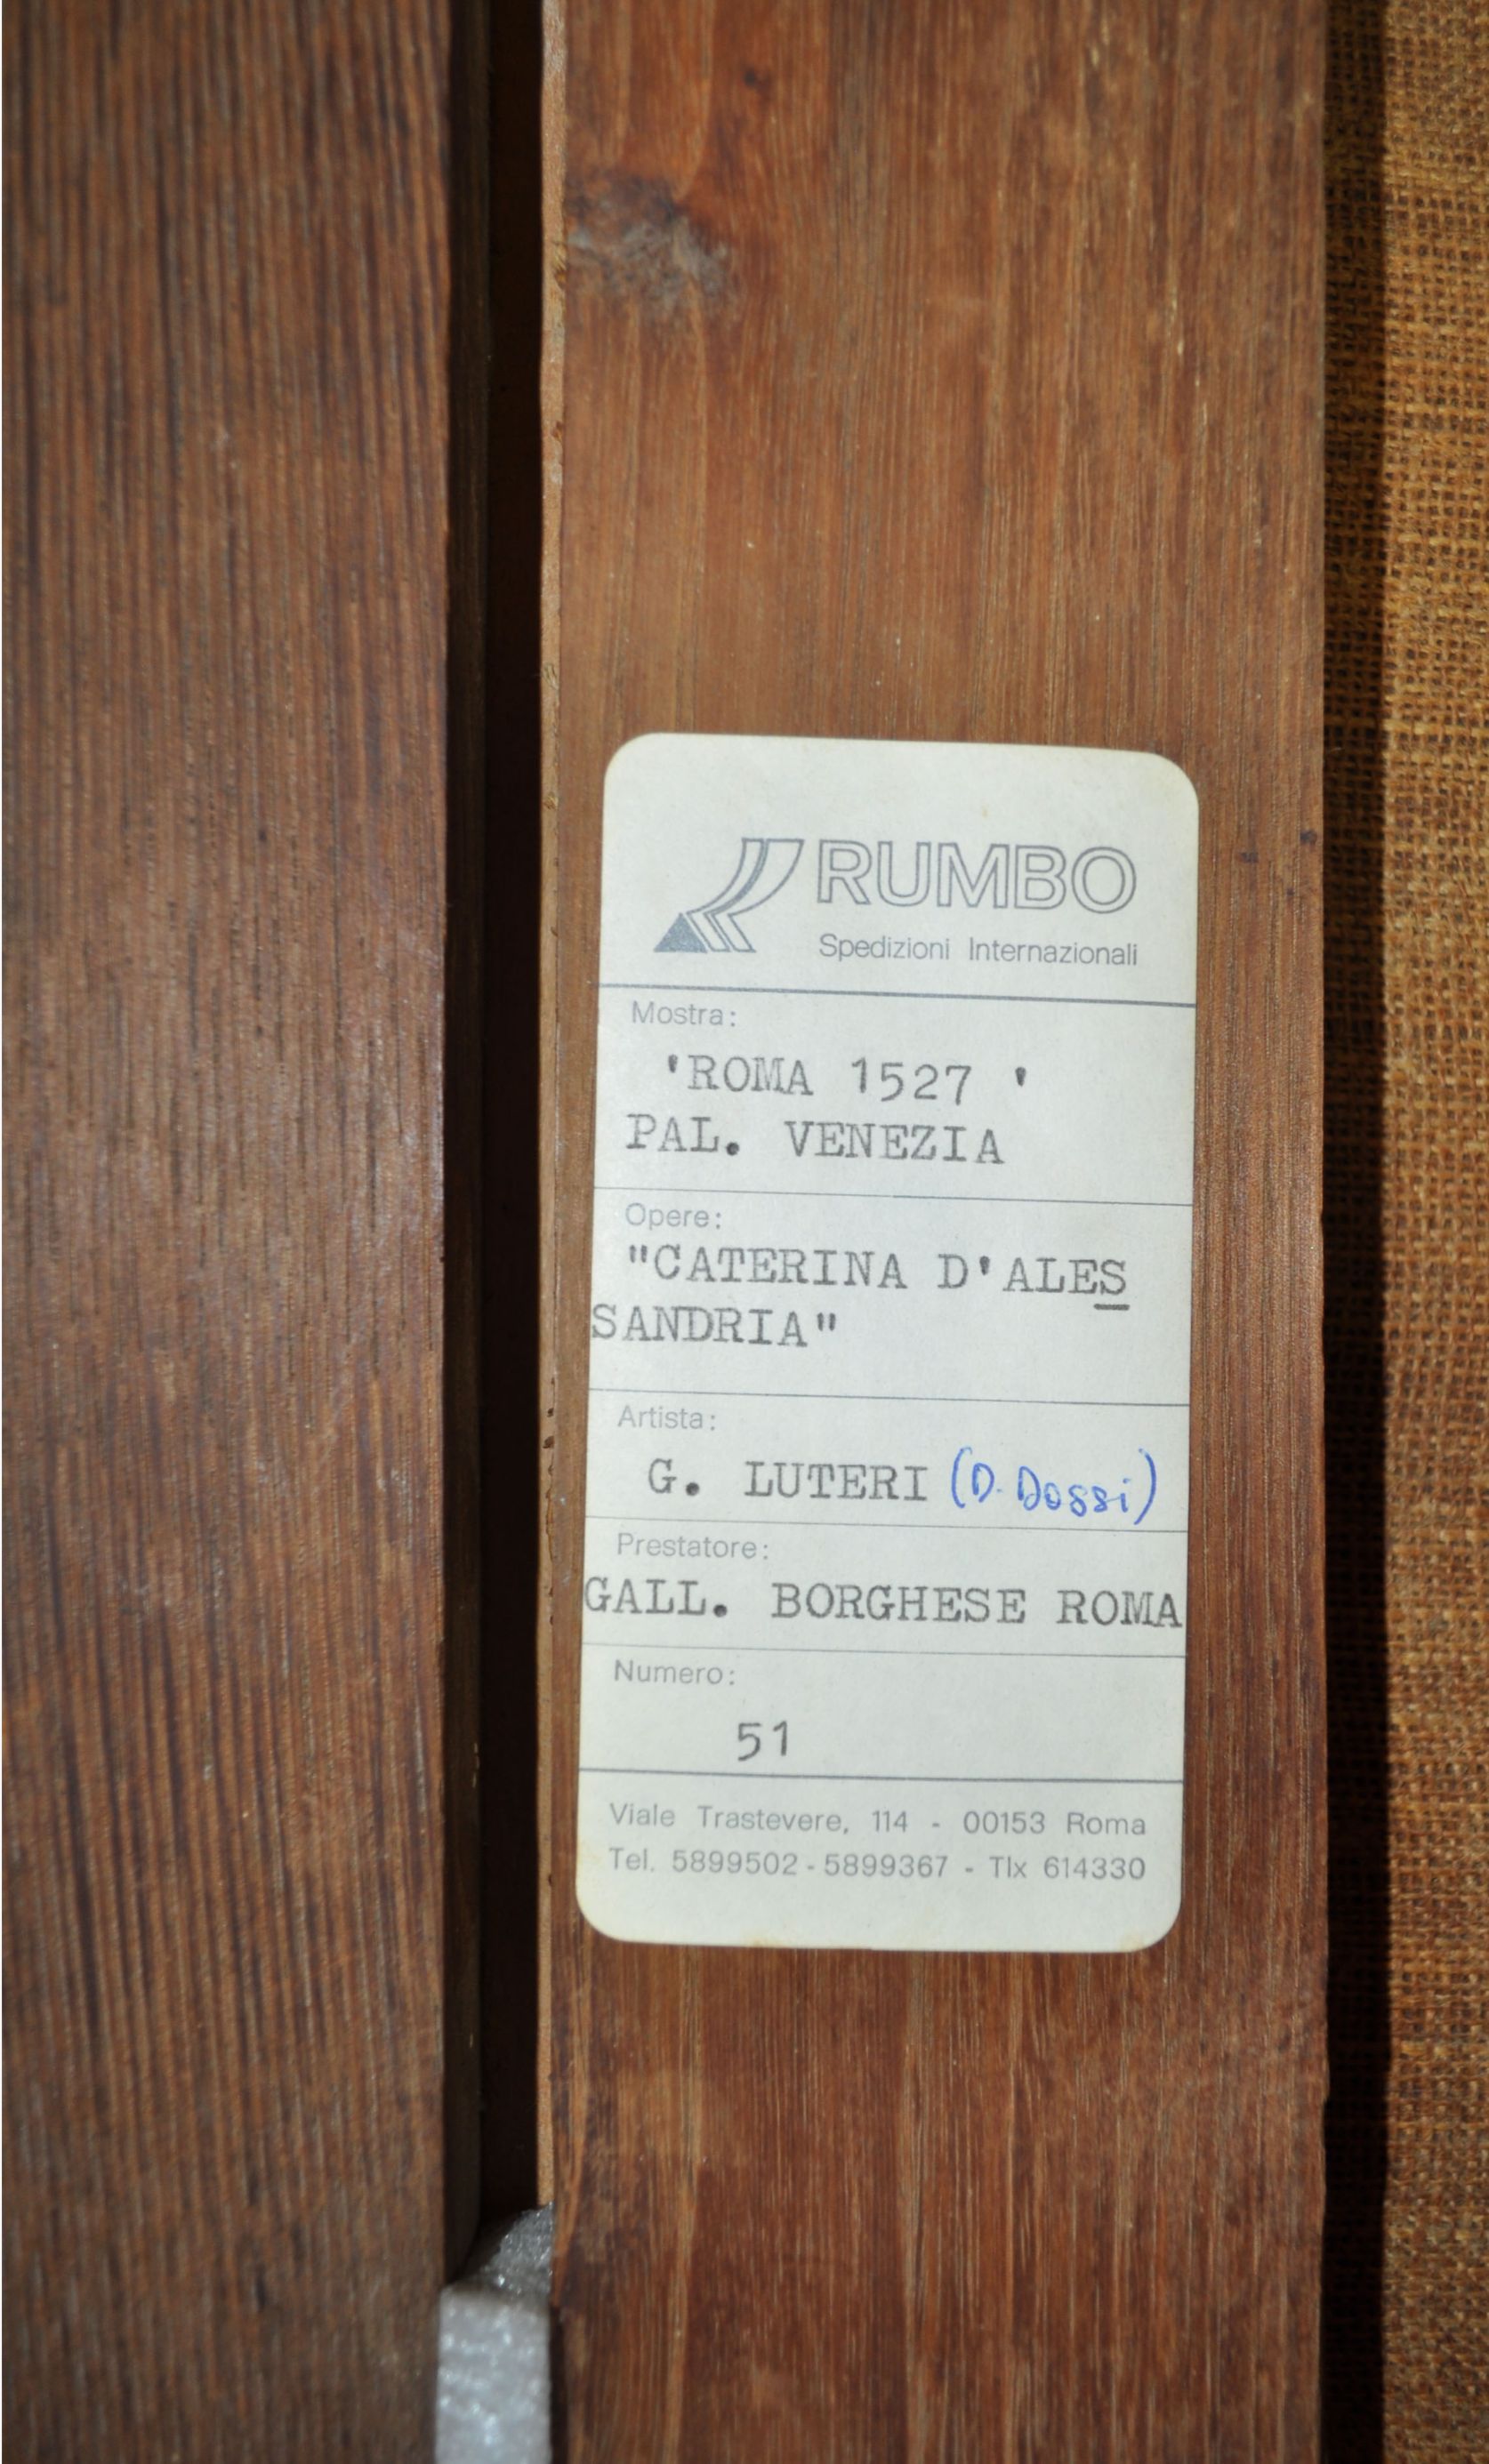 RUMBO
Spedizioni Internazionali
Mostra:
'ROMA 1527 '
PAL. VENEZIA
Opere:
"CATERINA D'ALES
SANDRIA"
Artista:
G. LUTERI (D. Dossi)
Prestatore:
GALL. BORGHESE ROMA
Numero:
51
Viale Trastevere, 114 - 00153 Roma
Tel. 5899502 - 5899367 - Tlx 614330